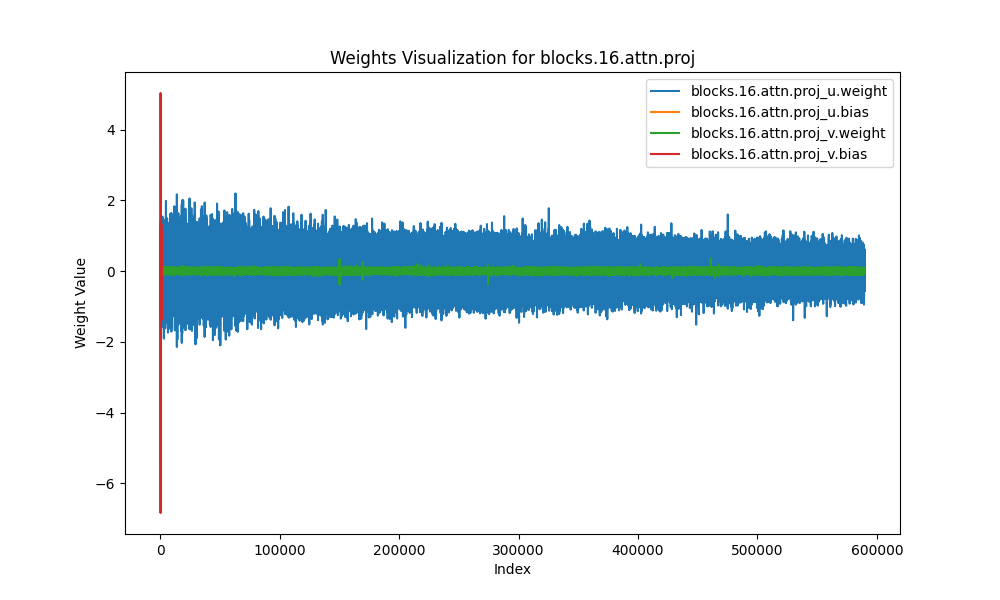 Weights Visualization for blocks.16.attn.proj
blocks.16.attn.proj_u.weight
blocks.16.attn.proj_u.bias
blocks.16.attn.proj_v.weight
blocks.16.attn.proj_v.bias
Weight Value
4
2
0
−2
−4
−6
0 100000 200000 300000 400000 500000 600000
Index